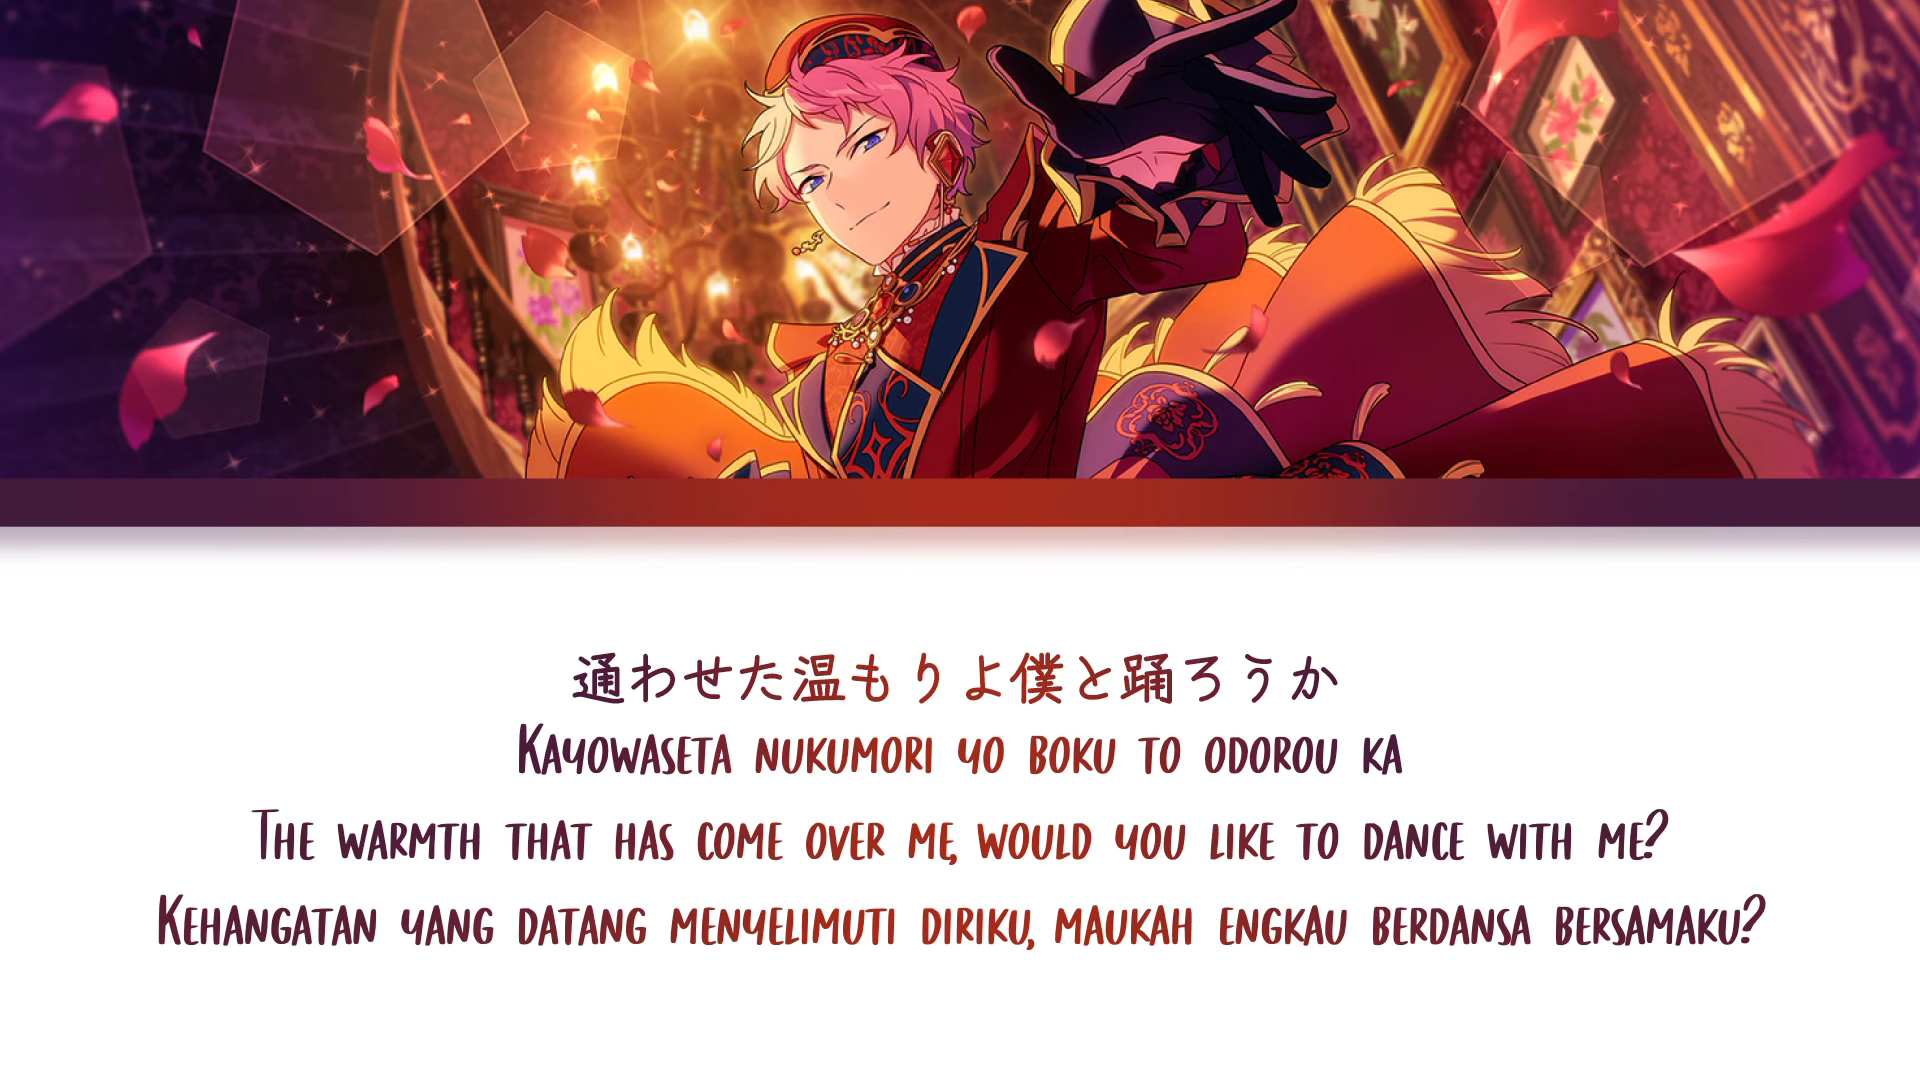 通わせた温もりよ僕と踊ろうか
Kayowaseta nukumori yo boku to odorou ka
The warmth that has come over me, would you like to dance with me?
Kehangatan yang datang menyelimuti diriku, maukah engkau berdansa bersamaku?